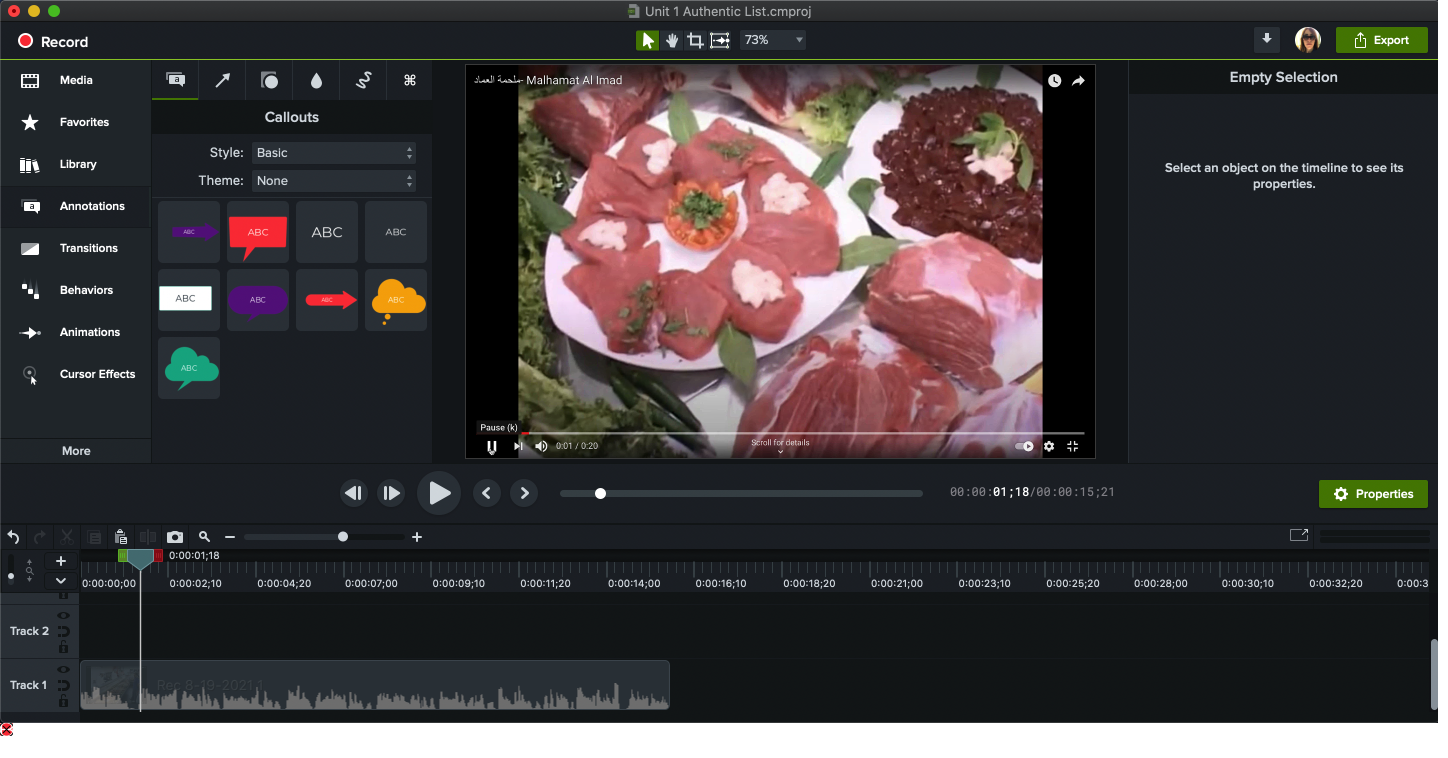 Unit 1 Authentic List.cmproj
Record
73%
Export
Media
Favorites
Library
Annotations
Transitions
Behaviors
Animations
Cursor Effects
More
a
⌘
Callouts
Style: Basic
Theme: None
ABC
ABC
ABC
ABC
ABC
ABC
ABC
ABC
ABC
ملحمة العماد- Malhamat Al Imad
Pause (k)
0:01 / 0:20
Scroll for details
Empty Selection
Select an object on the timeline to see its
properties.
00:00:01;18/00:00:15;21
Properties
0:00:01;18
0:00:00;00
0:00:02;10
0:00:04;20
0:00:07;00
0:00:09;10
0:00:11;20
0:00:14;00
0:00:16;10
0:00:18;20
0:00:21;00
0:00:23;10
0:00:25;20
0:00:28;00
0:00:30;10
0:00:32;20
0:00:3
Track 2
Track 1
Rec 8-19-2021 1